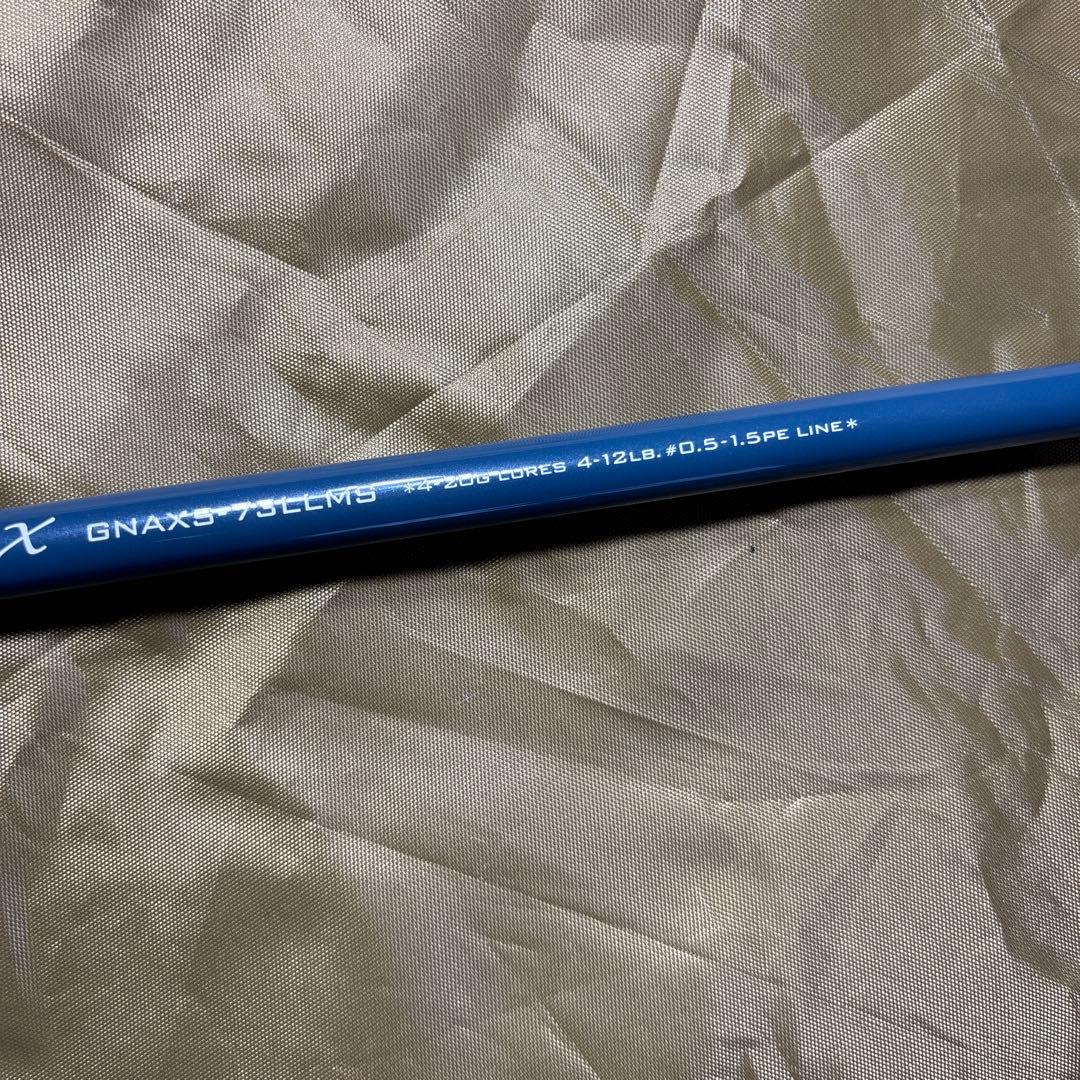 X GNAXS-73LLMS *4-20G LURES 4-12LB. #0.5-1.5PE LINE*